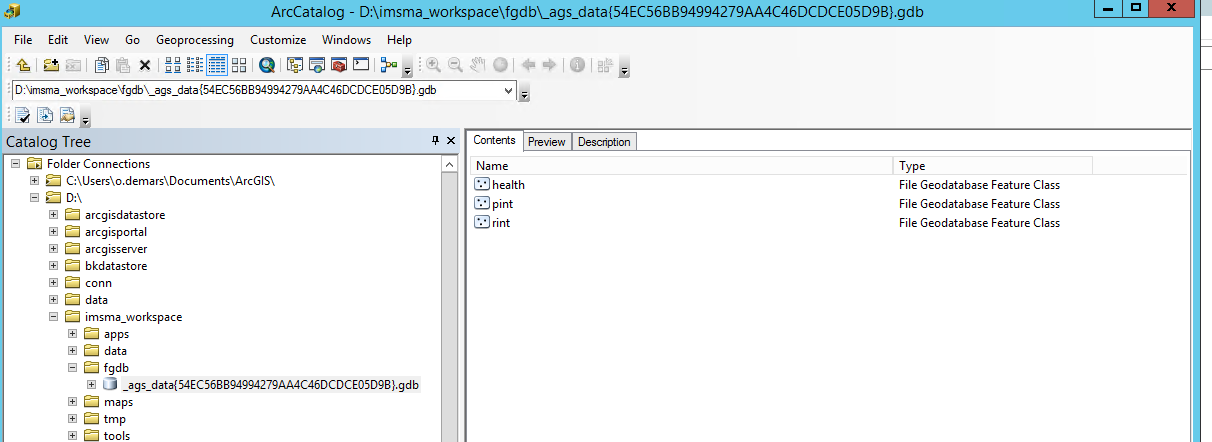 ArcCatalog - D:\imsma_workspace\fgdb\_ags_data{54EC56BB94994279AA4C46DCDCE05D9B}.gdb
File Edit View Go Geoprocessing Customize Windows Help
D:\imsma_workspace\fgdb\_ags_data{54EC56BB94994279AA4C46DCDCE05D9B}.gdb
Catalog Tree
Folder Connections
C:\Users\o.demars\Documents\ArcGIS\
D:\
arcgisdatastore
arcgisportal
arcgisserver
bkdatastore
conn
data
imsma_workspace
apps
data
fgdb
_ags_data{54EC56BB94994279AA4C46DCDCE05D9B}.gdb
maps
tmp
tools
Contents Preview Description
Name Type
health File Geodatabase Feature Class
pint File Geodatabase Feature Class
rint File Geodatabase Feature Class